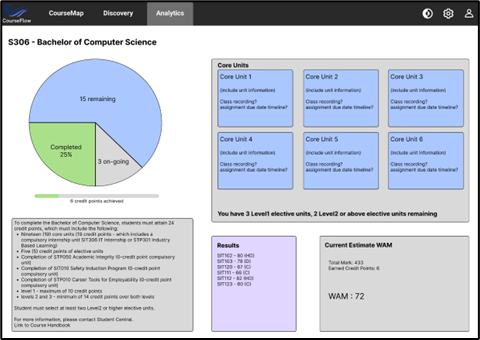 CourseFlow
CourseMap
Discovery
Analytics
S306 - Bachelor of Computer Science
15 remaining
Completed
25%
3 on-going
6 credit points achieved
To complete the Bachelor of Computer Science, students must attain 24
credit points, which must include the following:
• Nineteen (19) core units (19 credit points - which includes a
compulsory internship unit SIT306 IT Internship or STP301 Industry
Based Learning)
• Five (5) credit points of elective units
• Completion of STP050 Academic Integrity (0-credit point compulsory
unit)
• Completion of SIT010 Safety Induction Program (0-credit point
compulsory unit)
• Completion of STP010 Career Tools for Employability (0-credit point
compulsory unit)
• level 1 - maximum of 10 credit points
• levels 2 and 3 - minimum of 14 credit points over both levels
Student must select at least two Level2 or higher elective units.
For more information, please contact Student Central.
Link to Course Handbook
Core Units
Core Unit 1
(include unit information)
Class recording?
assignment due date timeline?
Core Unit 2
(include unit information)
Class recording?
assignment due date timeline?
Core Unit 3
(include unit information)
Class recording?
assignment due date timeline?
Core Unit 4
(include unit information)
Class recording?
assignment due date timeline?
Core Unit 5
(include unit information)
Class recording?
assignment due date timeline?
Core Unit 6
(include unit information)
Class recording?
assignment due date timeline?
You have 3 Level1 elective units, 2 Level2 or above elective units remaining
Results
SIT102 - 80 (HD)
SIT103 - 78 (D)
SIT120 - 67 (C)
SIT111 - 66 (C)
SIT112 - 82 (HD)
SIT123 - 60 (C)
Current Estimate WAM
Total Mark: 433
Earned Credit Points: 6
WAM : 72